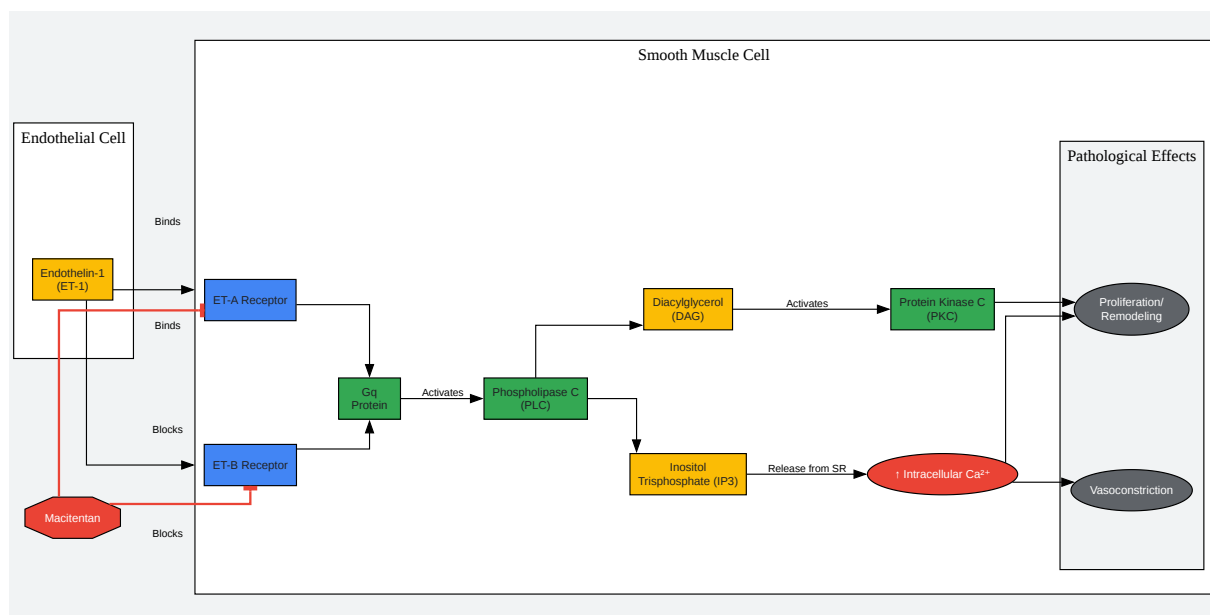 Smooth Muscle Cell
Endothelial Cell
Pathological Effects
Binds
Endothelin-1
(ET-1)
ET-A Receptor
Binds
Diacylglycerol
(DAG)
Activates
Protein Kinase C
(PKC)
Proliferation/
Remodeling
Gq
Protein
Activates
Phospholipase C
(PLC)
Blocks
ET-B Receptor
Inositol
Trisphosphate (IP3)
Release from SR
↑ Intracellular Ca²⁺
Vasoconstriction
Macitentan
Blocks